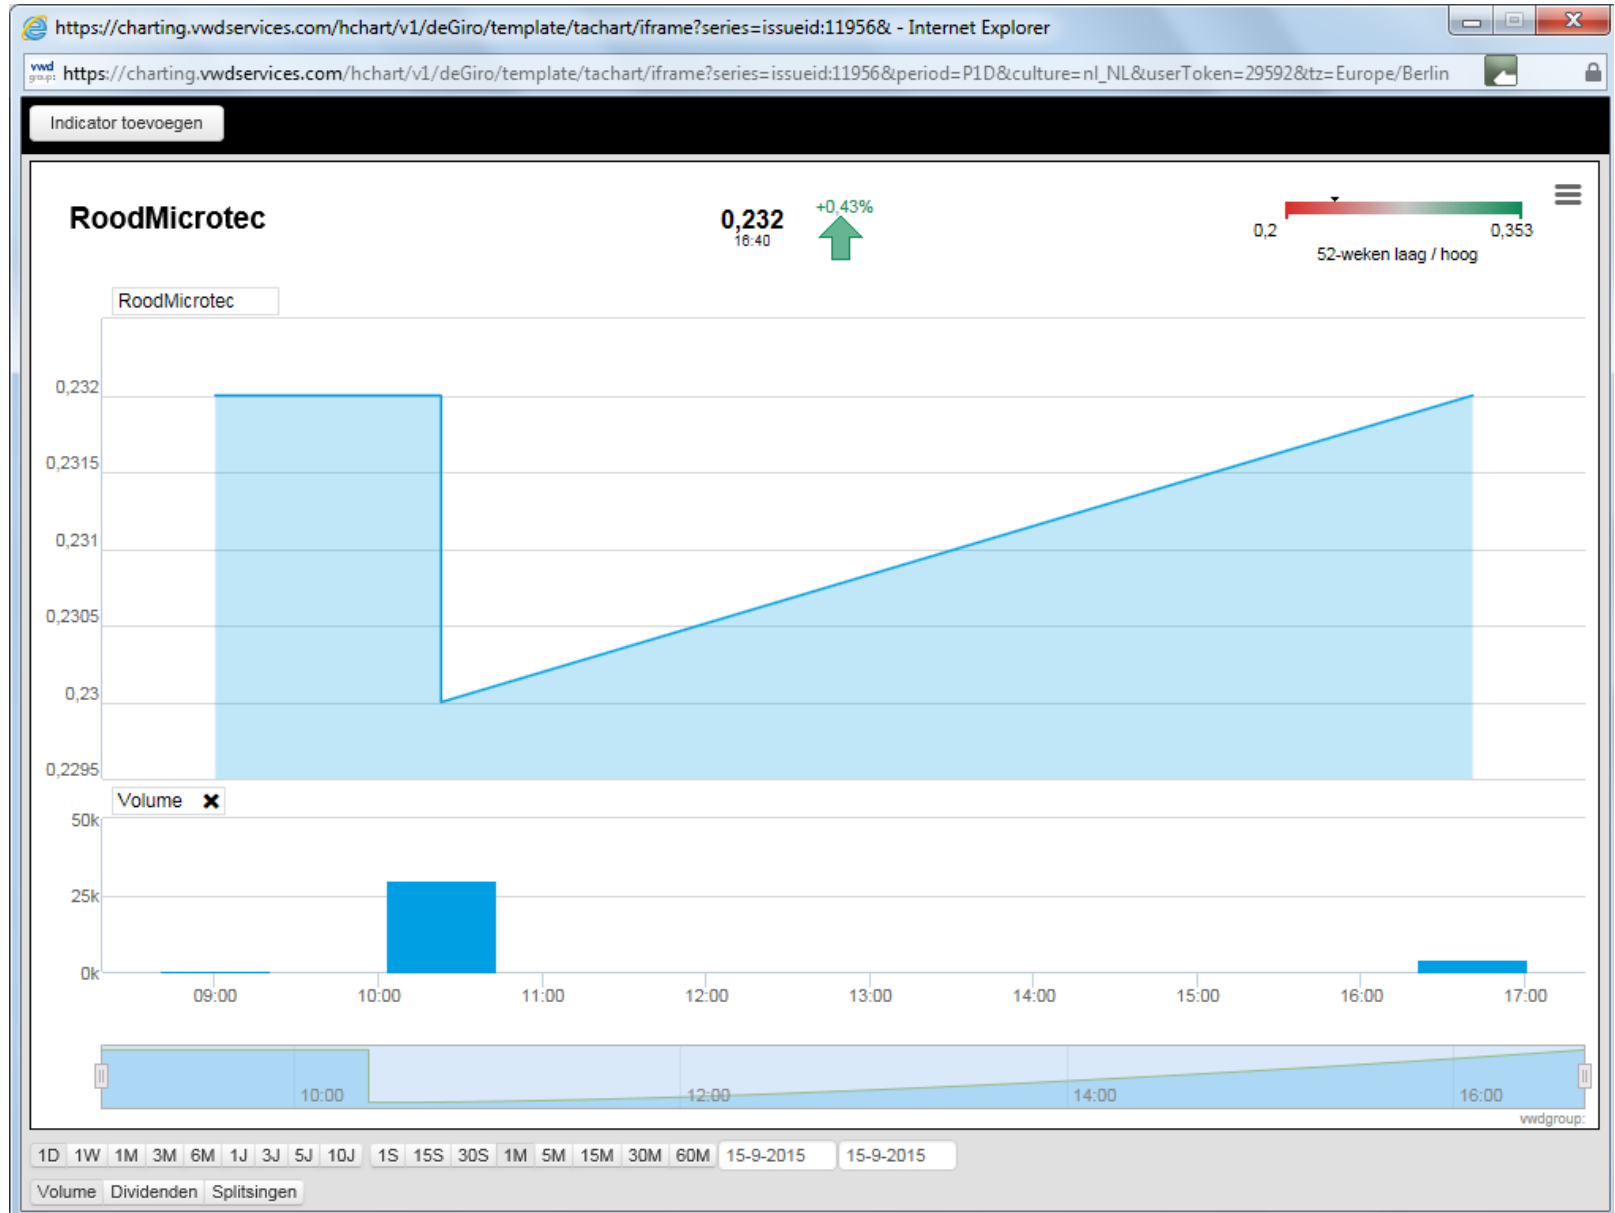 https://charting.vwdservices.com/hchart/v1/deGiro/template/tachart/iframe?series=issueid:11956& - Internet Explorer
vwd group: https://charting.vwdservices.com/hchart/v1/deGiro/template/tachart/iframe?series=issueid:11956&period=P1D&culture=nl_NL&userToken=29592&tz=Europe/Berlin
Indicator toevoegen
RoodMicrotec
0,232
16:40
+0,43%
0,2
0,353
52-weken laag / hoog
RoodMicrotec
0,232
0,2315
0,231
0,2305
0,23
0,2295
Volume
50k
25k
0k
09:00 10:00 11:00 12:00 13:00 14:00 15:00 16:00 17:00
10:00 12:00 14:00 16:00
vwdgroup:
1D 1W 1M 3M 6M 1J 3J 5J 10J 1S 15S 30S 1M 5M 15M 30M 60M 15-9-2015 15-9-2015
Volume Dividenden Splitsingen